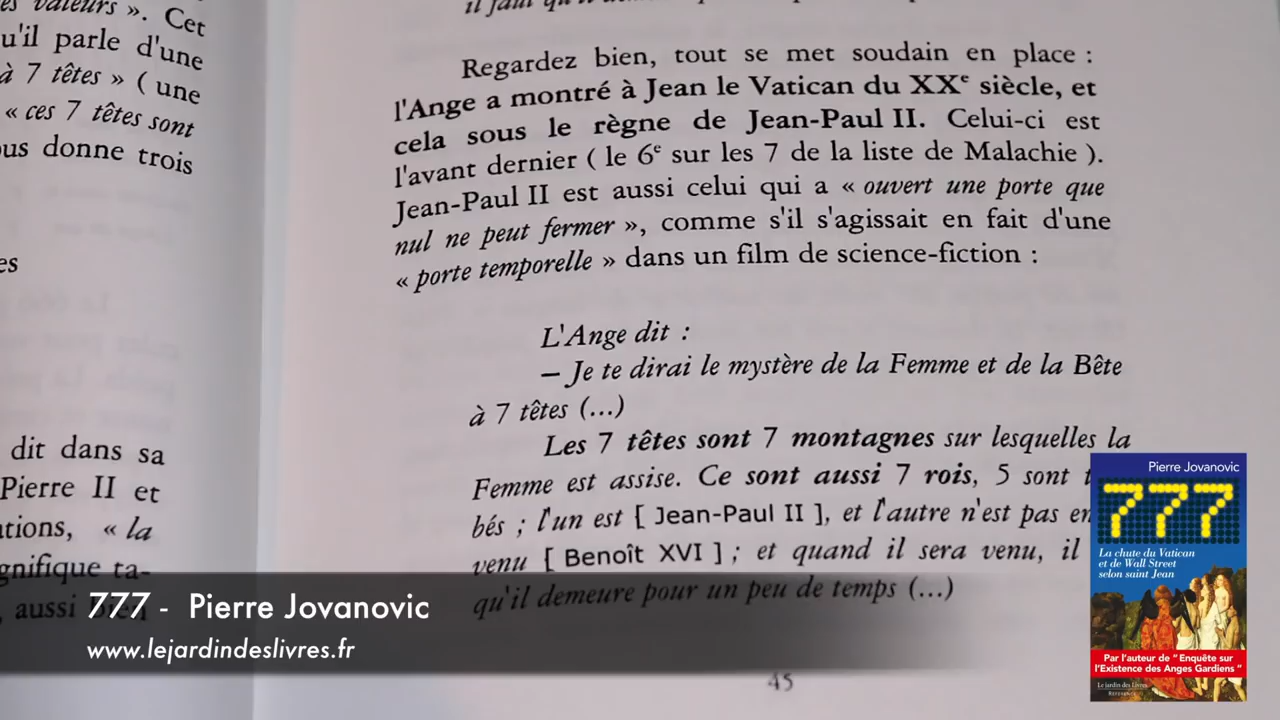 es valeurs ». Cet
u'il parle d'une
à 7 têtes » ( une
« ces 7 têtes sont
us donne trois
es
dit dans sa
Pierre II et
tions, « la
gnifique ta-
aussi bien
Regardez bien, tout se met soudain en place :
l'Ange a montré à Jean le Vatican du XXe siècle, et
cela sous le règne de Jean-Paul II. Celui-ci est
l'avant dernier ( le 6e sur les 7 de la liste de Malachie ).
Jean-Paul II est aussi celui qui a « ouvert une porte que
nul ne peut fermer », comme s'il s'agissait en fait d'une
« porte temporelle » dans un film de science-fiction :
L'Ange dit :
– Je te dirai le mystère de la Femme et de la Bête
à 7 têtes (...)
Les 7 têtes sont 7 montagnes sur lesquelles la
Femme est assise. Ce sont aussi 7 rois, 5 sont t
bés ; l'un est [ Jean-Paul II ], et l'autre n'est pas en
venu [ Benoît XVI ] ; et quand il sera venu, il
qu'il demeure pour un peu de temps (...)
45
777 - Pierre Jovanovic
www.lejardindeslivres.fr
Pierre Jovanovic
777
La chute du Vatican
et de Wall Street
selon saint Jean
Par l'auteur de "Enquête sur
l'Existence des Anges Gardiens "
Le jardin des Livres
Référence